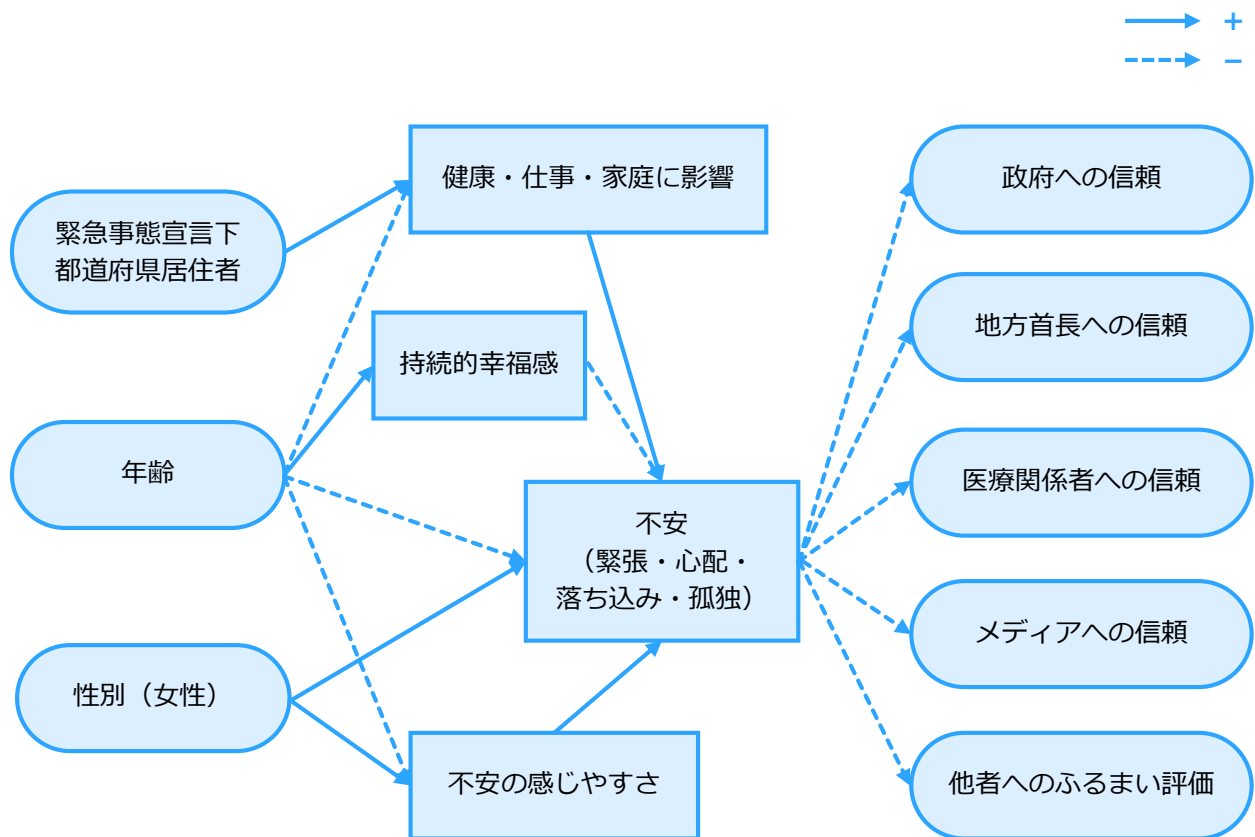 +
−
健康・仕事・家庭に影響
政府への信頼
緊急事態宣言下
都道府県居住者
地方首長への信頼
持続的幸福感
年齢
医療関係者への信頼
不安
（緊張・心配・
落ち込み・孤独）
メディアへの信頼
性別（女性）
不安の感じやすさ
他者へのふるまい評価